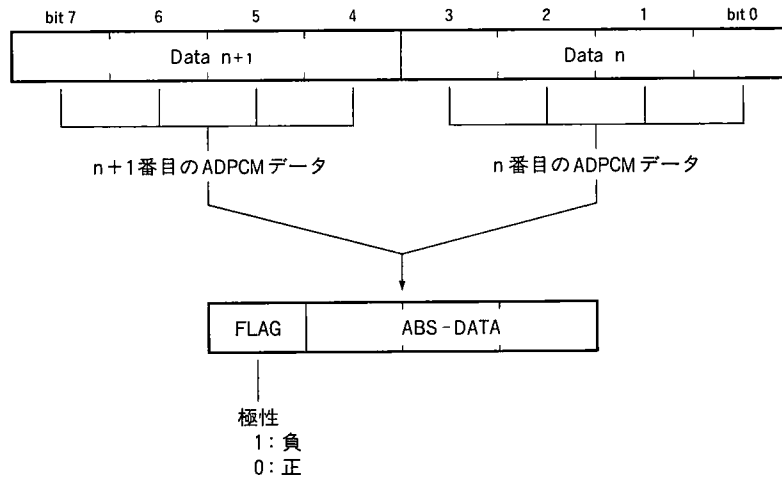 bit 7 6 5 4 3 2 1 bit 0
Data n+1 Data n
n+1番目のADPCMデータ n番目のADPCMデータ
FLAG ABS-DATA
極性
1:負
0:正